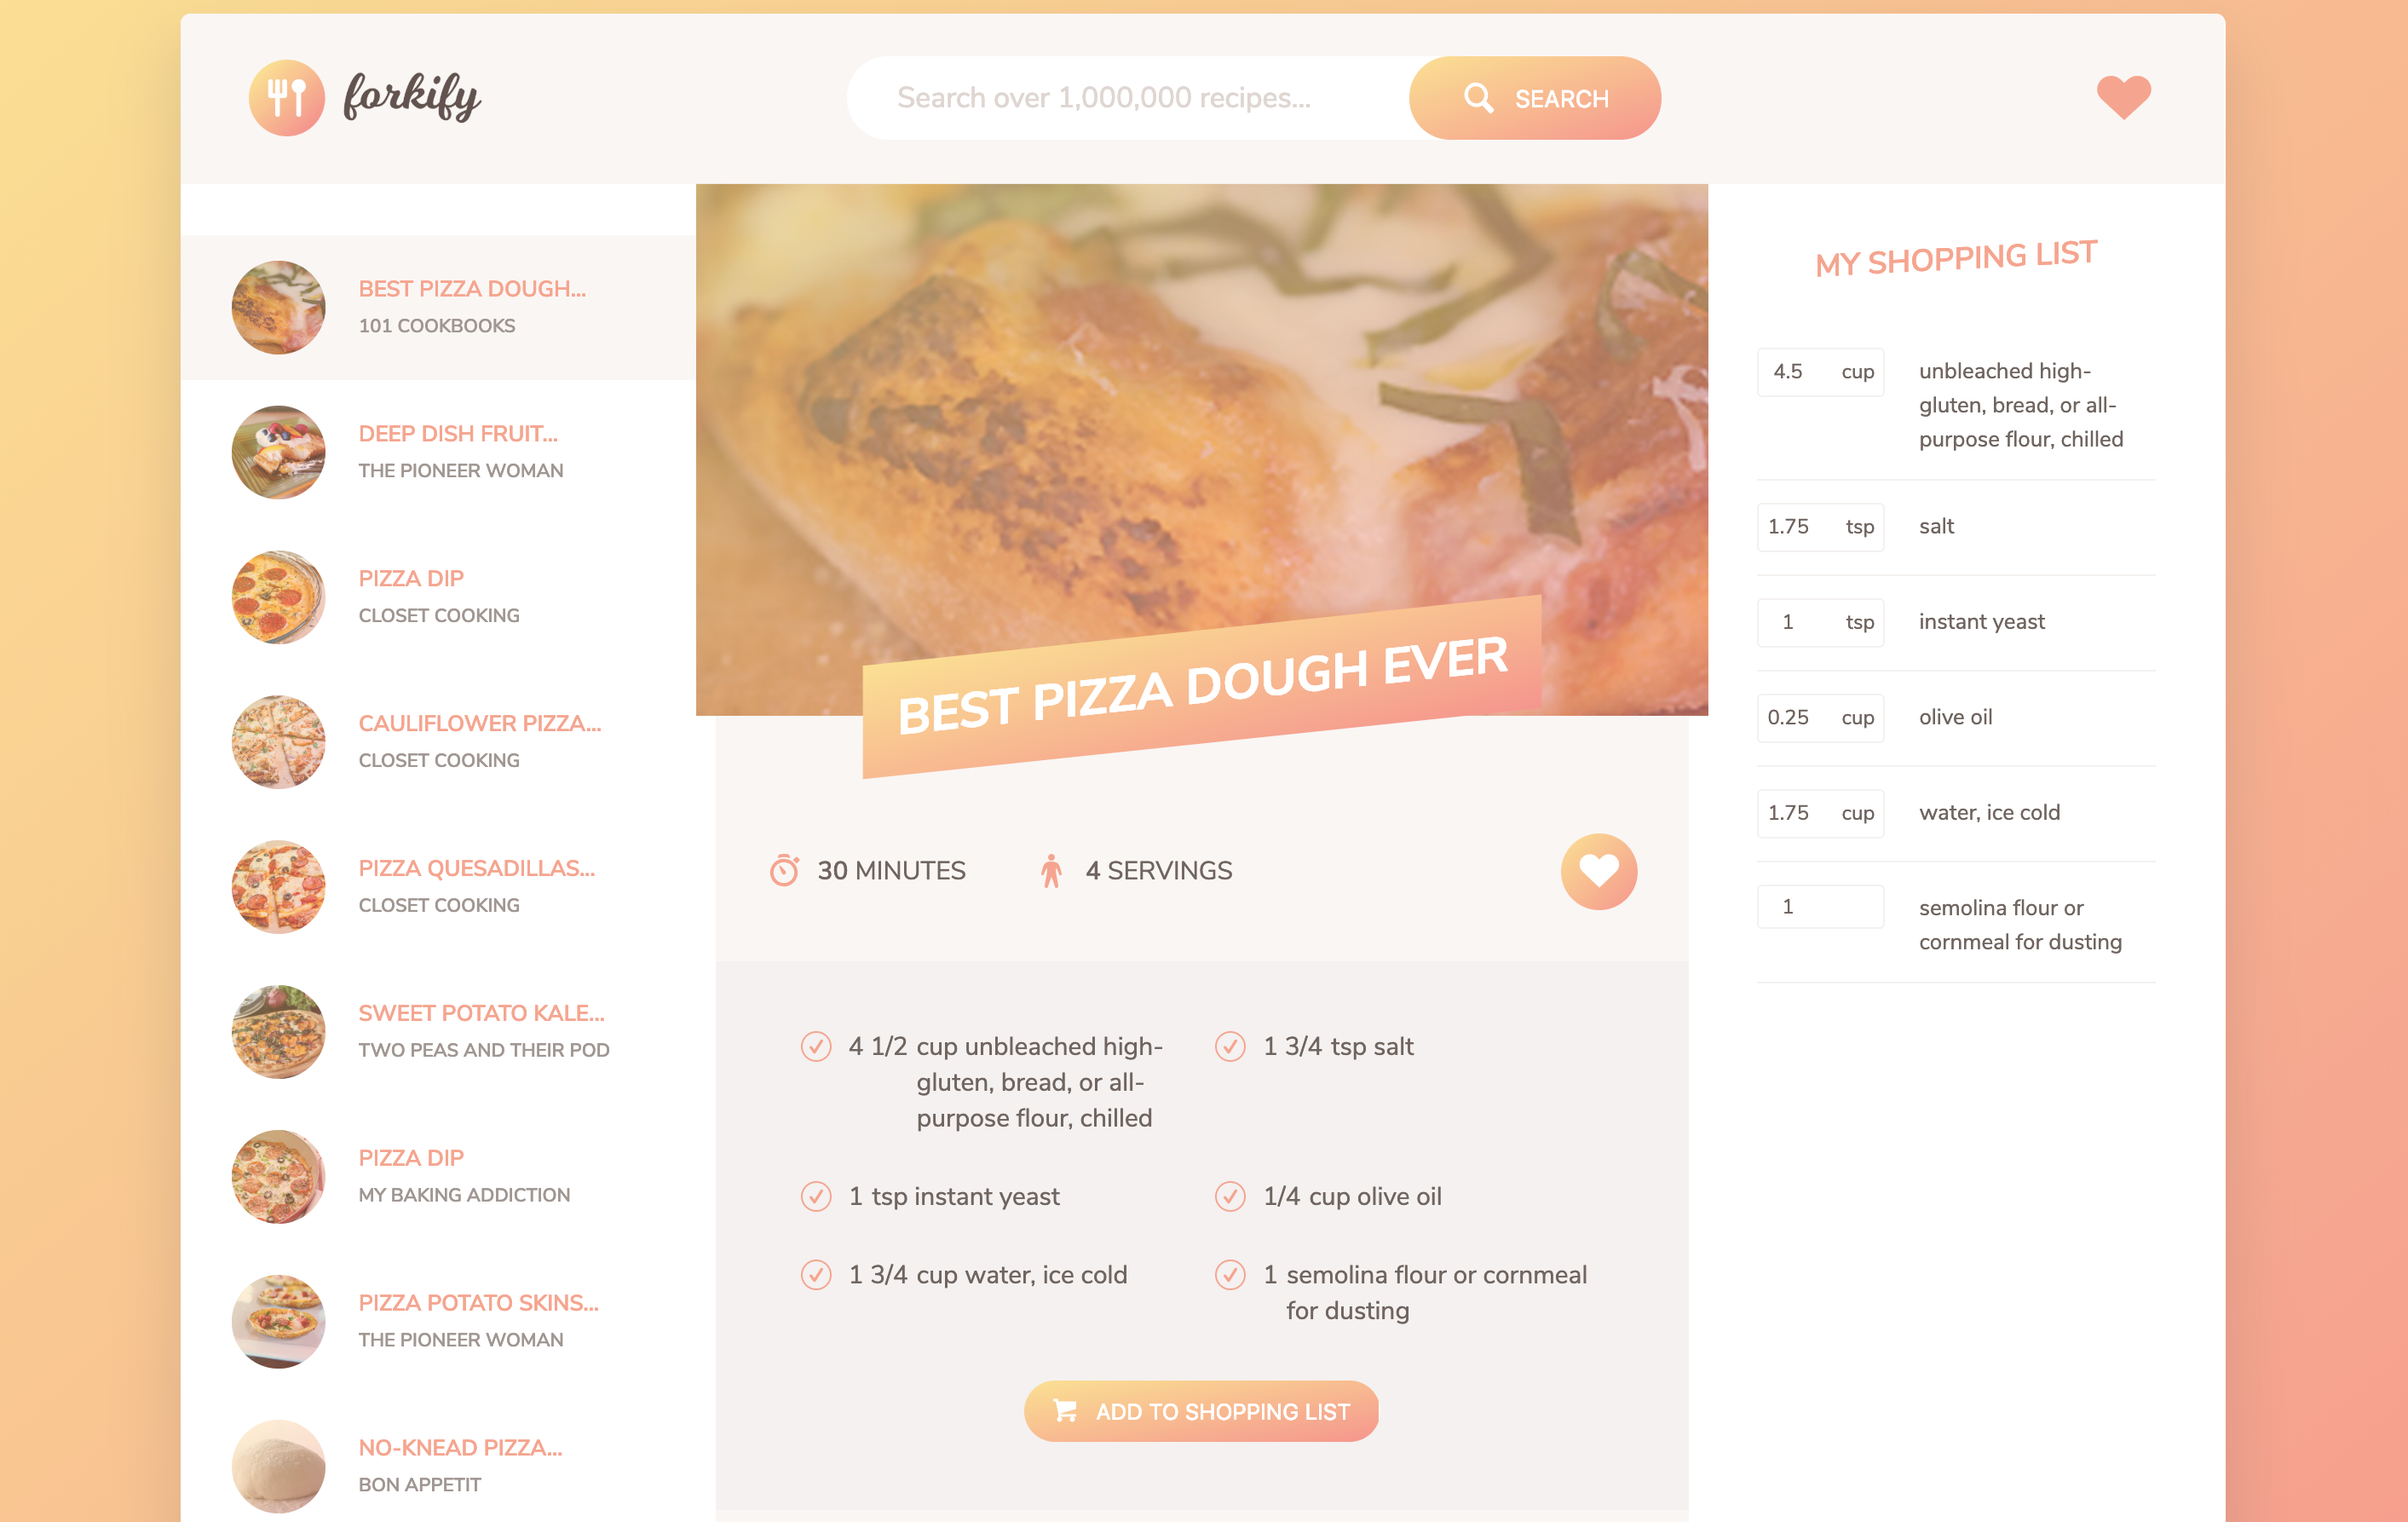 forkify
Search over 1,000,000 recipes...
SEARCH
BEST PIZZA DOUGH...
101 COOKBOOKS
DEEP DISH FRUIT...
THE PIONEER WOMAN
PIZZA DIP
CLOSET COOKING
CAULIFLOWER PIZZA...
CLOSET COOKING
PIZZA QUESADILLAS...
CLOSET COOKING
SWEET POTATO KALE...
TWO PEAS AND THEIR POD
PIZZA DIP
MY BAKING ADDICTION
PIZZA POTATO SKINS...
THE PIONEER WOMAN
NO-KNEAD PIZZA...
BON APPETIT
BEST PIZZA DOUGH EVER
30 MINUTES
4 SERVINGS
4 1/2 cup unbleached high-
gluten, bread, or all-
purpose flour, chilled
1 3/4 tsp salt
1 tsp instant yeast
1/4 cup olive oil
1 3/4 cup water, ice cold
1 semolina flour or cornmeal
for dusting
ADD TO SHOPPING LIST
MY SHOPPING LIST
4.5 cup unbleached high-
gluten, bread, or all-
purpose flour, chilled
1.75 tsp salt
1 tsp instant yeast
0.25 cup olive oil
1.75 cup water, ice cold
1 semolina flour or
cornmeal for dusting